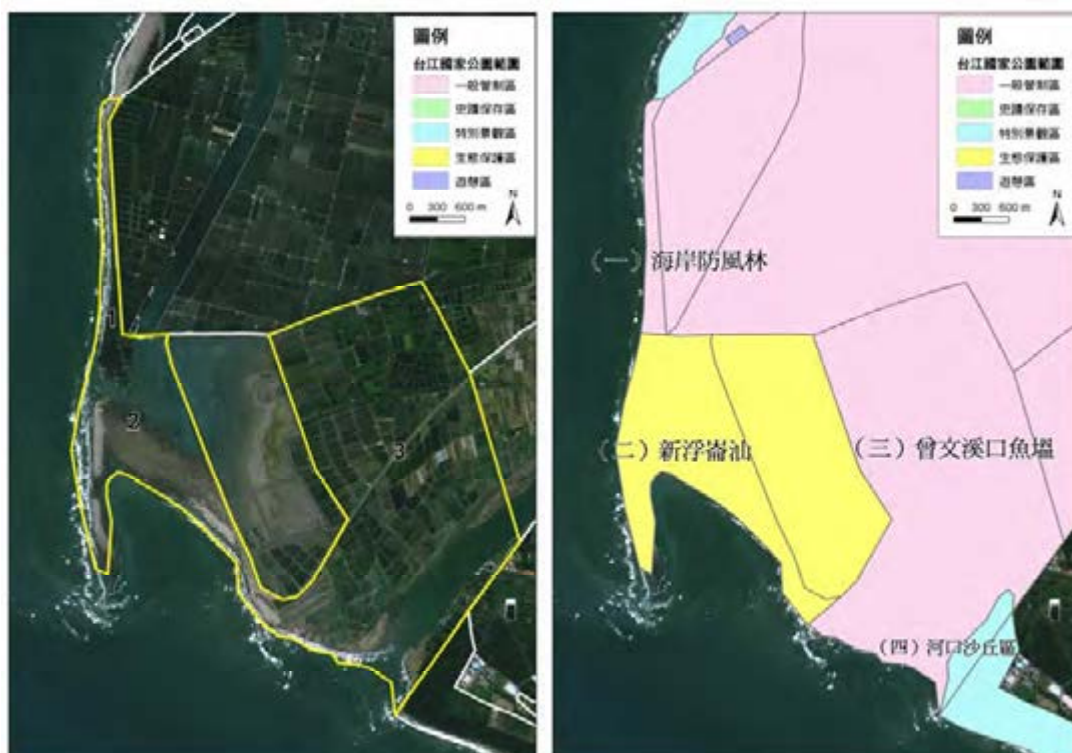 圖例
台江國家公園範圍
一般管制區
史蹟保存區
特別景觀區
生態保護區
遊憩區
N
0 300 600 m
1
2
3
圖例
台江國家公園範圍
一般管制區
史蹟保存區
特別景觀區
生態保護區
遊憩區
N
0 300 600 m
（一）海岸防風林
（二）新浮崙汕
（三）曾文溪口魚塭
（四）河口沙丘區